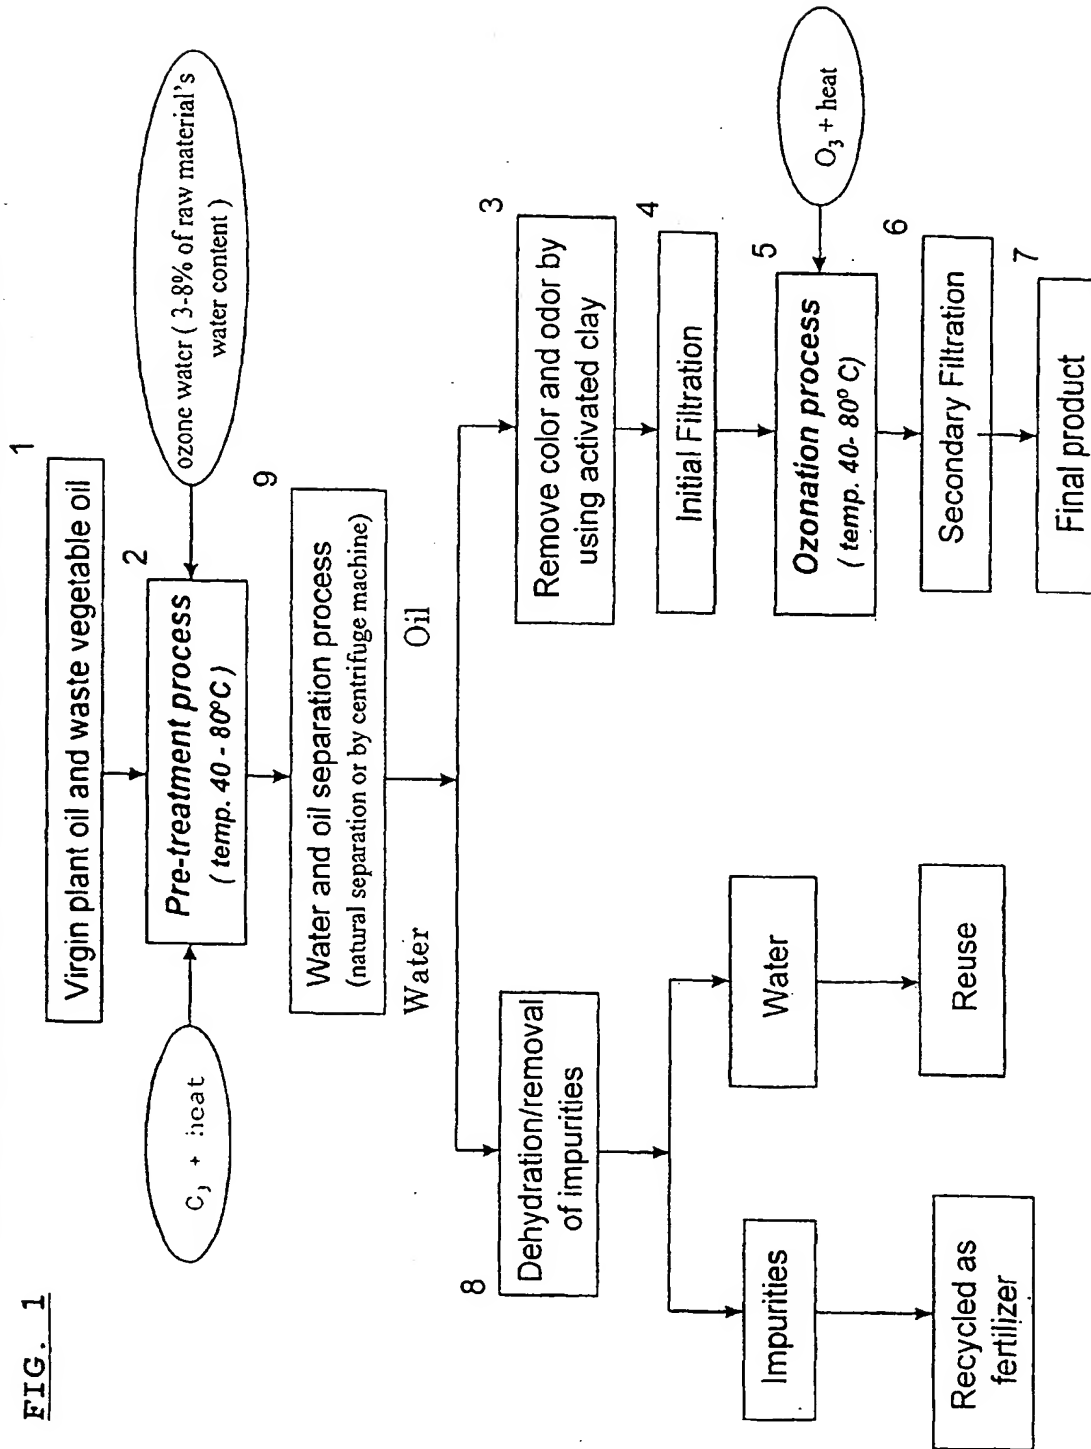 FIG. 1
1
Virgin plant oil and waste vegetable oil
C₃ + heat
2
Pre-treatment process
( temp. 40 - 80°C )
ozone water ( 3-8% of raw material's
water content )
9
Water and oil separation process
(natural separation or by centrifuge machine)
Water
Oil
8
Dehydration/removal
of impurities
Impurities
Water
Recycled as
fertilizer
Reuse
3
Remove color and odor by
using activated clay
4
Initial Filtration
5
Ozonation process
( temp. 40- 80° C )
O₃ + heat
6
Secondary Filtration
7
Final product